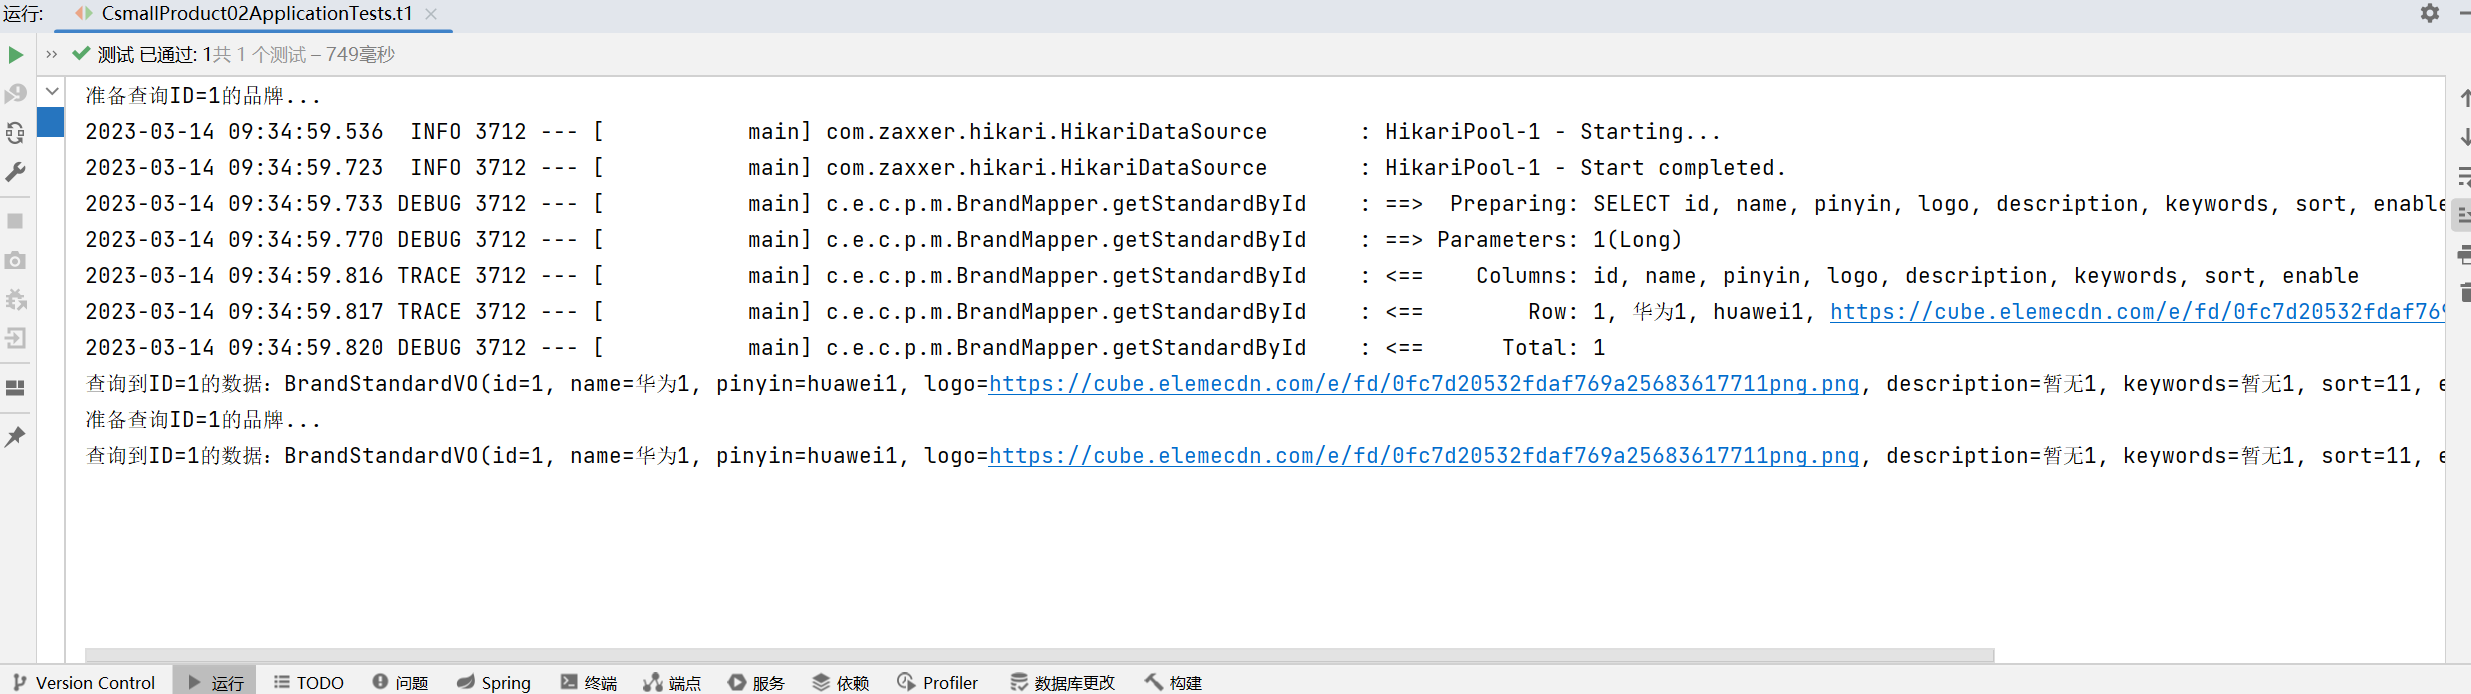 运行: CsmallProduct02ApplicationTests.t1
测试 已通过: 1共 1 个测试 – 749毫秒
准备查询ID=1的品牌...
2023-03-14 09:34:59.536  INFO 3712 --- [           main] com.zaxxer.hikari.HikariDataSource       : HikariPool-1 - Starting...
2023-03-14 09:34:59.723  INFO 3712 --- [           main] com.zaxxer.hikari.HikariDataSource       : HikariPool-1 - Start completed.
2023-03-14 09:34:59.733 DEBUG 3712 --- [           main] c.e.c.p.m.BrandMapper.getStandardById    : ==>  Preparing: SELECT id, name, pinyin, logo, description, keywords, sort, enable
2023-03-14 09:34:59.770 DEBUG 3712 --- [           main] c.e.c.p.m.BrandMapper.getStandardById    : ==> Parameters: 1(Long)
2023-03-14 09:34:59.816 TRACE 3712 --- [           main] c.e.c.p.m.BrandMapper.getStandardById    : <==    Columns: id, name, pinyin, logo, description, keywords, sort, enable
2023-03-14 09:34:59.817 TRACE 3712 --- [           main] c.e.c.p.m.BrandMapper.getStandardById    : <==        Row: 1, 华为1, huawei1, https://cube.elemecdn.com/e/fd/0fc7d20532fdaf769
2023-03-14 09:34:59.820 DEBUG 3712 --- [           main] c.e.c.p.m.BrandMapper.getStandardById    : <==      Total: 1
查询到ID=1的数据：BrandStandardVO(id=1, name=华为1, pinyin=huawei1, logo=https://cube.elemecdn.com/e/fd/0fc7d20532fdaf769a25683617711png.png, description=暂无1, keywords=暂无1, sort=11, e
准备查询ID=1的品牌...
查询到ID=1的数据：BrandStandardVO(id=1, name=华为1, pinyin=huawei1, logo=https://cube.elemecdn.com/e/fd/0fc7d20532fdaf769a25683617711png.png, description=暂无1, keywords=暂无1, sort=11, e
Version Control 运行 TODO 问题 Spring 终端 端点 服务 依赖 Profiler 数据库更改 构建